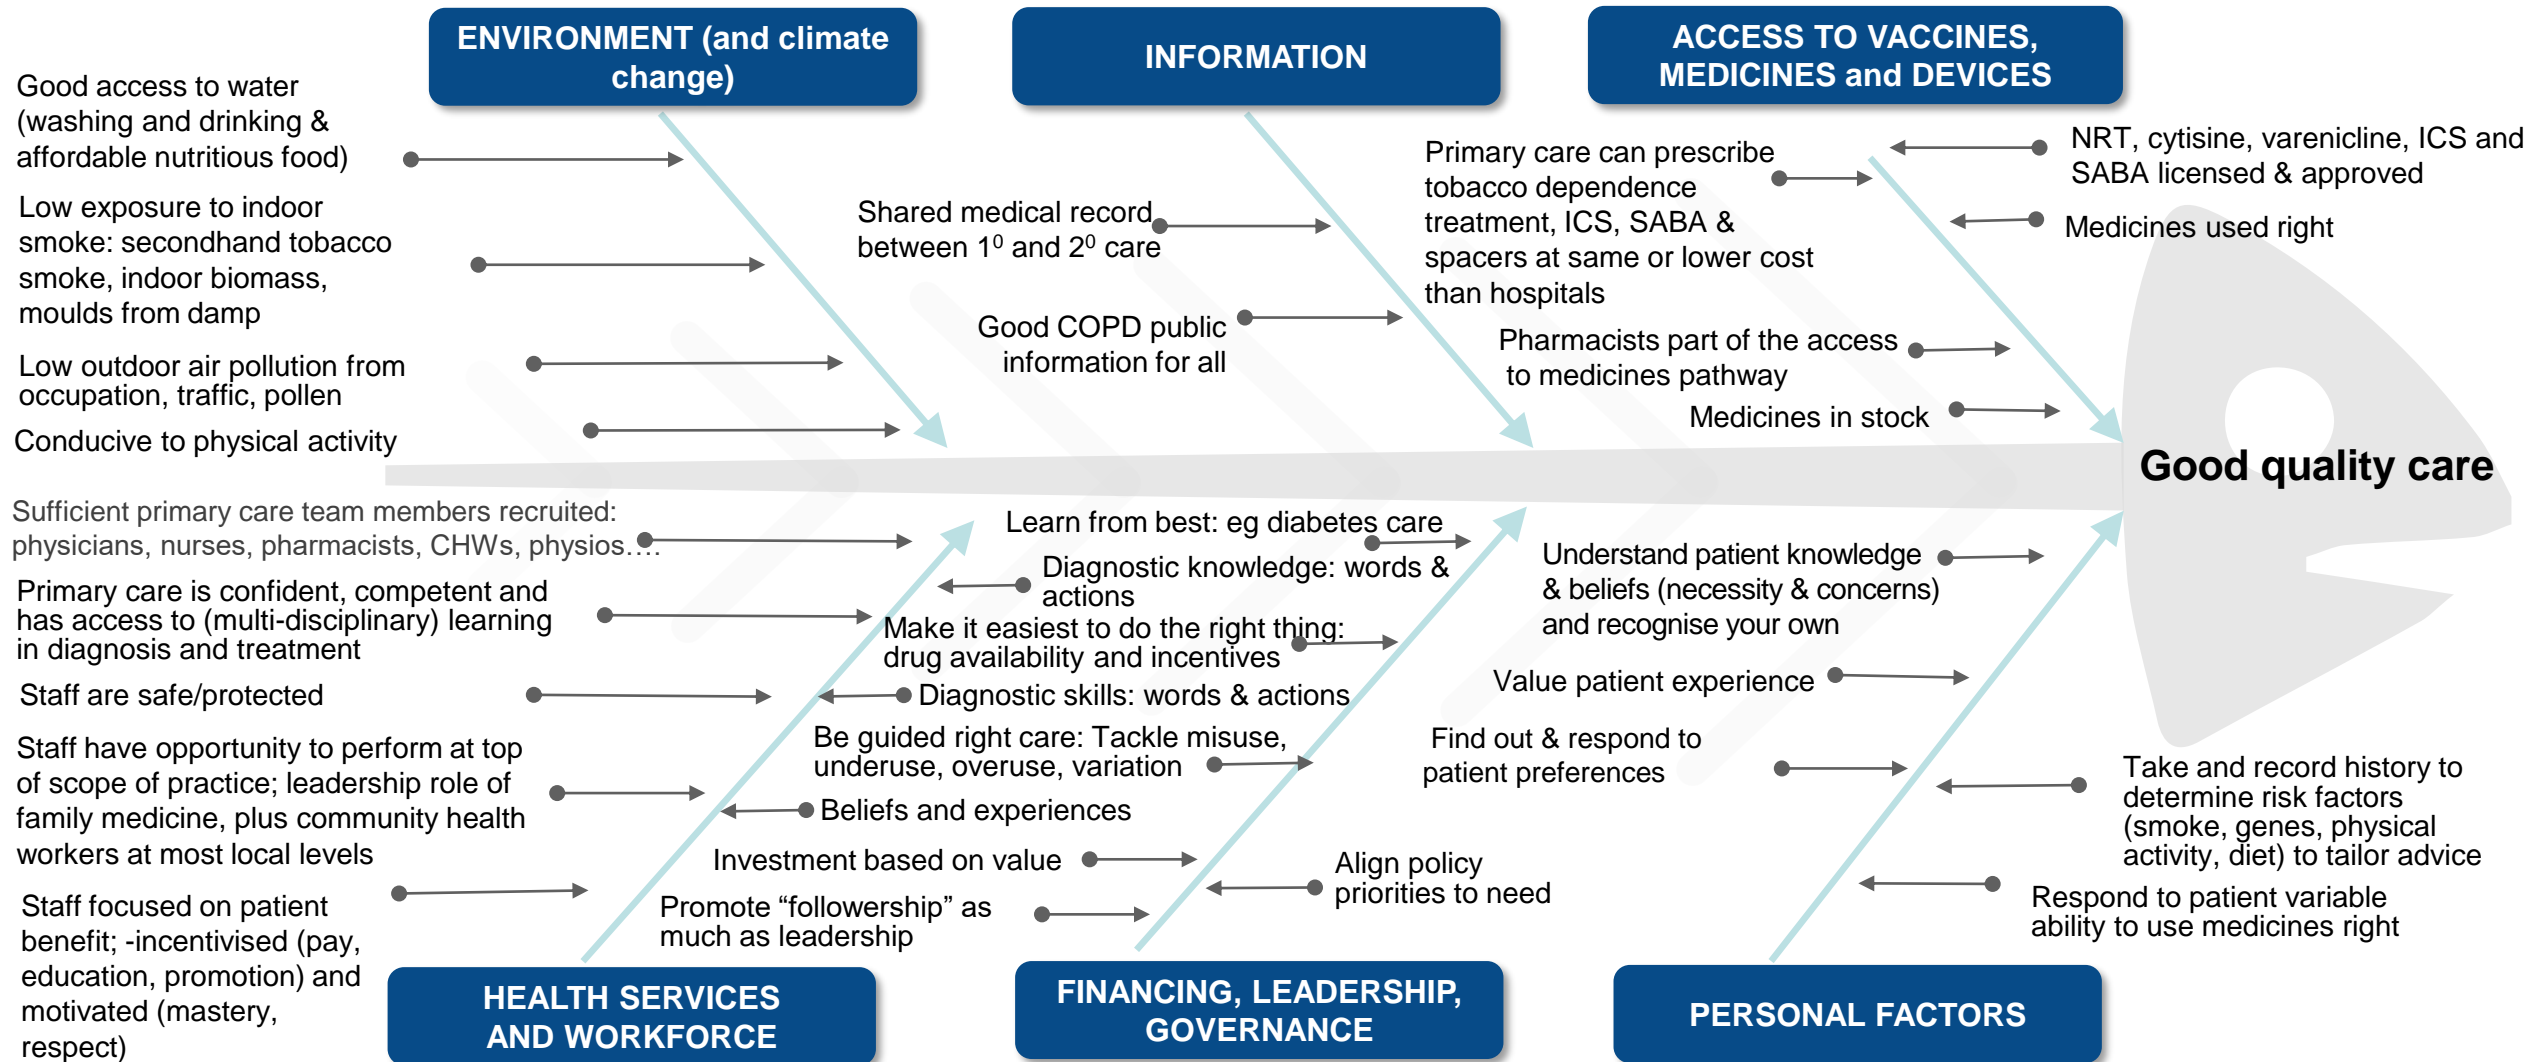 ENVIRONMENT (and climate
change)
INFORMATION
ACCESS TO VACCINES,
MEDICINES and DEVICES
Good access to water
(washing and drinking &
affordable nutritious food)
Low exposure to indoor
smoke: secondhand tobacco
smoke, indoor biomass,
moulds from damp
Low outdoor air pollution from
occupation, traffic, pollen
Conducive to physical activity
Shared medical record
between 1⁰ and 2⁰ care
Good COPD public
information for all
Primary care can prescribe
tobacco dependence
treatment, ICS, SABA &
spacers at same or lower cost
than hospitals
Pharmacists part of the access
to medicines pathway
Medicines in stock
NRT, cytisine, varenicline, ICS and
SABA licensed & approved
Medicines used right
Good quality care
Sufficient primary care team members recruited:
physicians, nurses, pharmacists, CHWs, physios….
Primary care is confident, competent and
has access to (multi-disciplinary) learning
in diagnosis and treatment
Staff are safe/protected
Staff have opportunity to perform at top
of scope of practice; leadership role of
family medicine, plus community health
workers at most local levels
Staff focused on patient
benefit; -incentivised (pay,
education, promotion) and
motivated (mastery,
respect)
Learn from best: eg diabetes care
Diagnostic knowledge: words &
actions
Make it easiest to do the right thing:
drug availability and incentives
Diagnostic skills: words & actions
Be guided right care: Tackle misuse,
underuse, overuse, variation
Beliefs and experiences
Investment based on value
Promote “followership” as
much as leadership
Align policy
priorities to need
Understand patient knowledge
& beliefs (necessity & concerns)
and recognise your own
Value patient experience
Find out & respond to
patient preferences
Take and record history to
determine risk factors
(smoke, genes, physical
activity, diet) to tailor advice
Respond to patient variable
ability to use medicines right
HEALTH SERVICES
AND WORKFORCE
FINANCING, LEADERSHIP,
GOVERNANCE
PERSONAL FACTORS